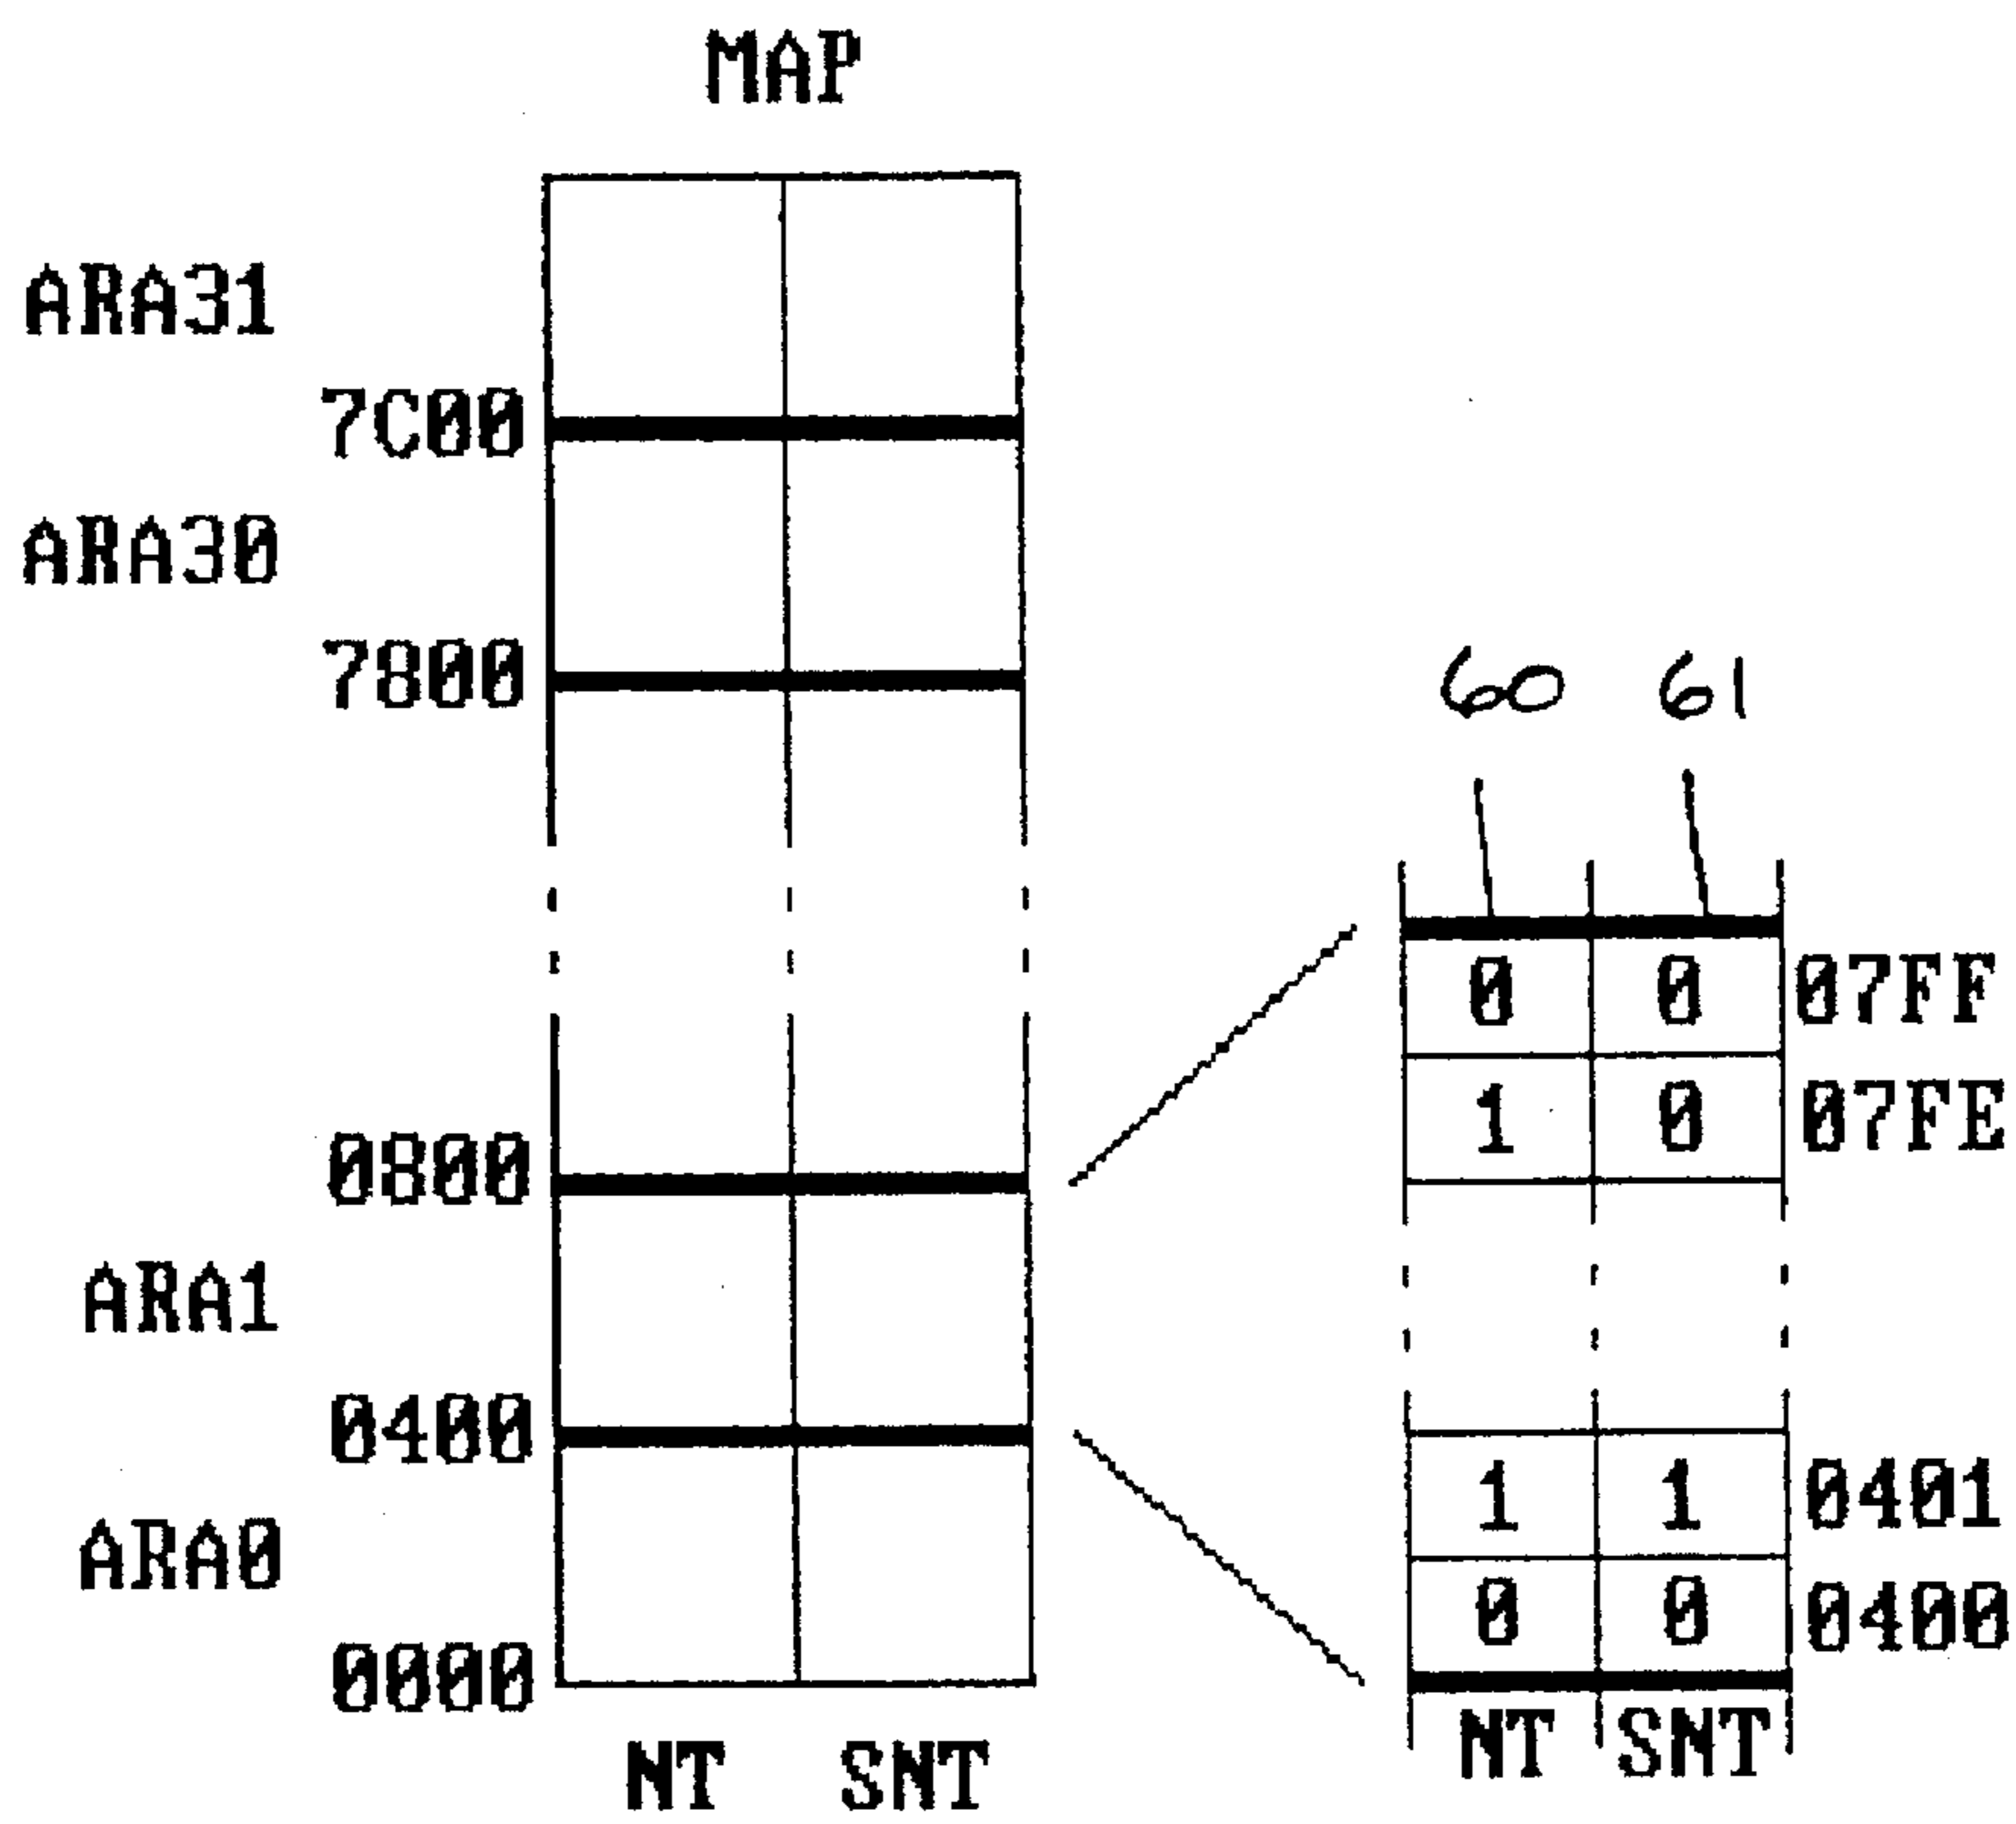 MAP
ARA31
7C00
ARA30
7800
60 61
0 0 07FF
1 0 07FE
0800
ARA1
0400
1 1 0401
ARA0
0 0 0400
0000
NT SNT
NT SNT